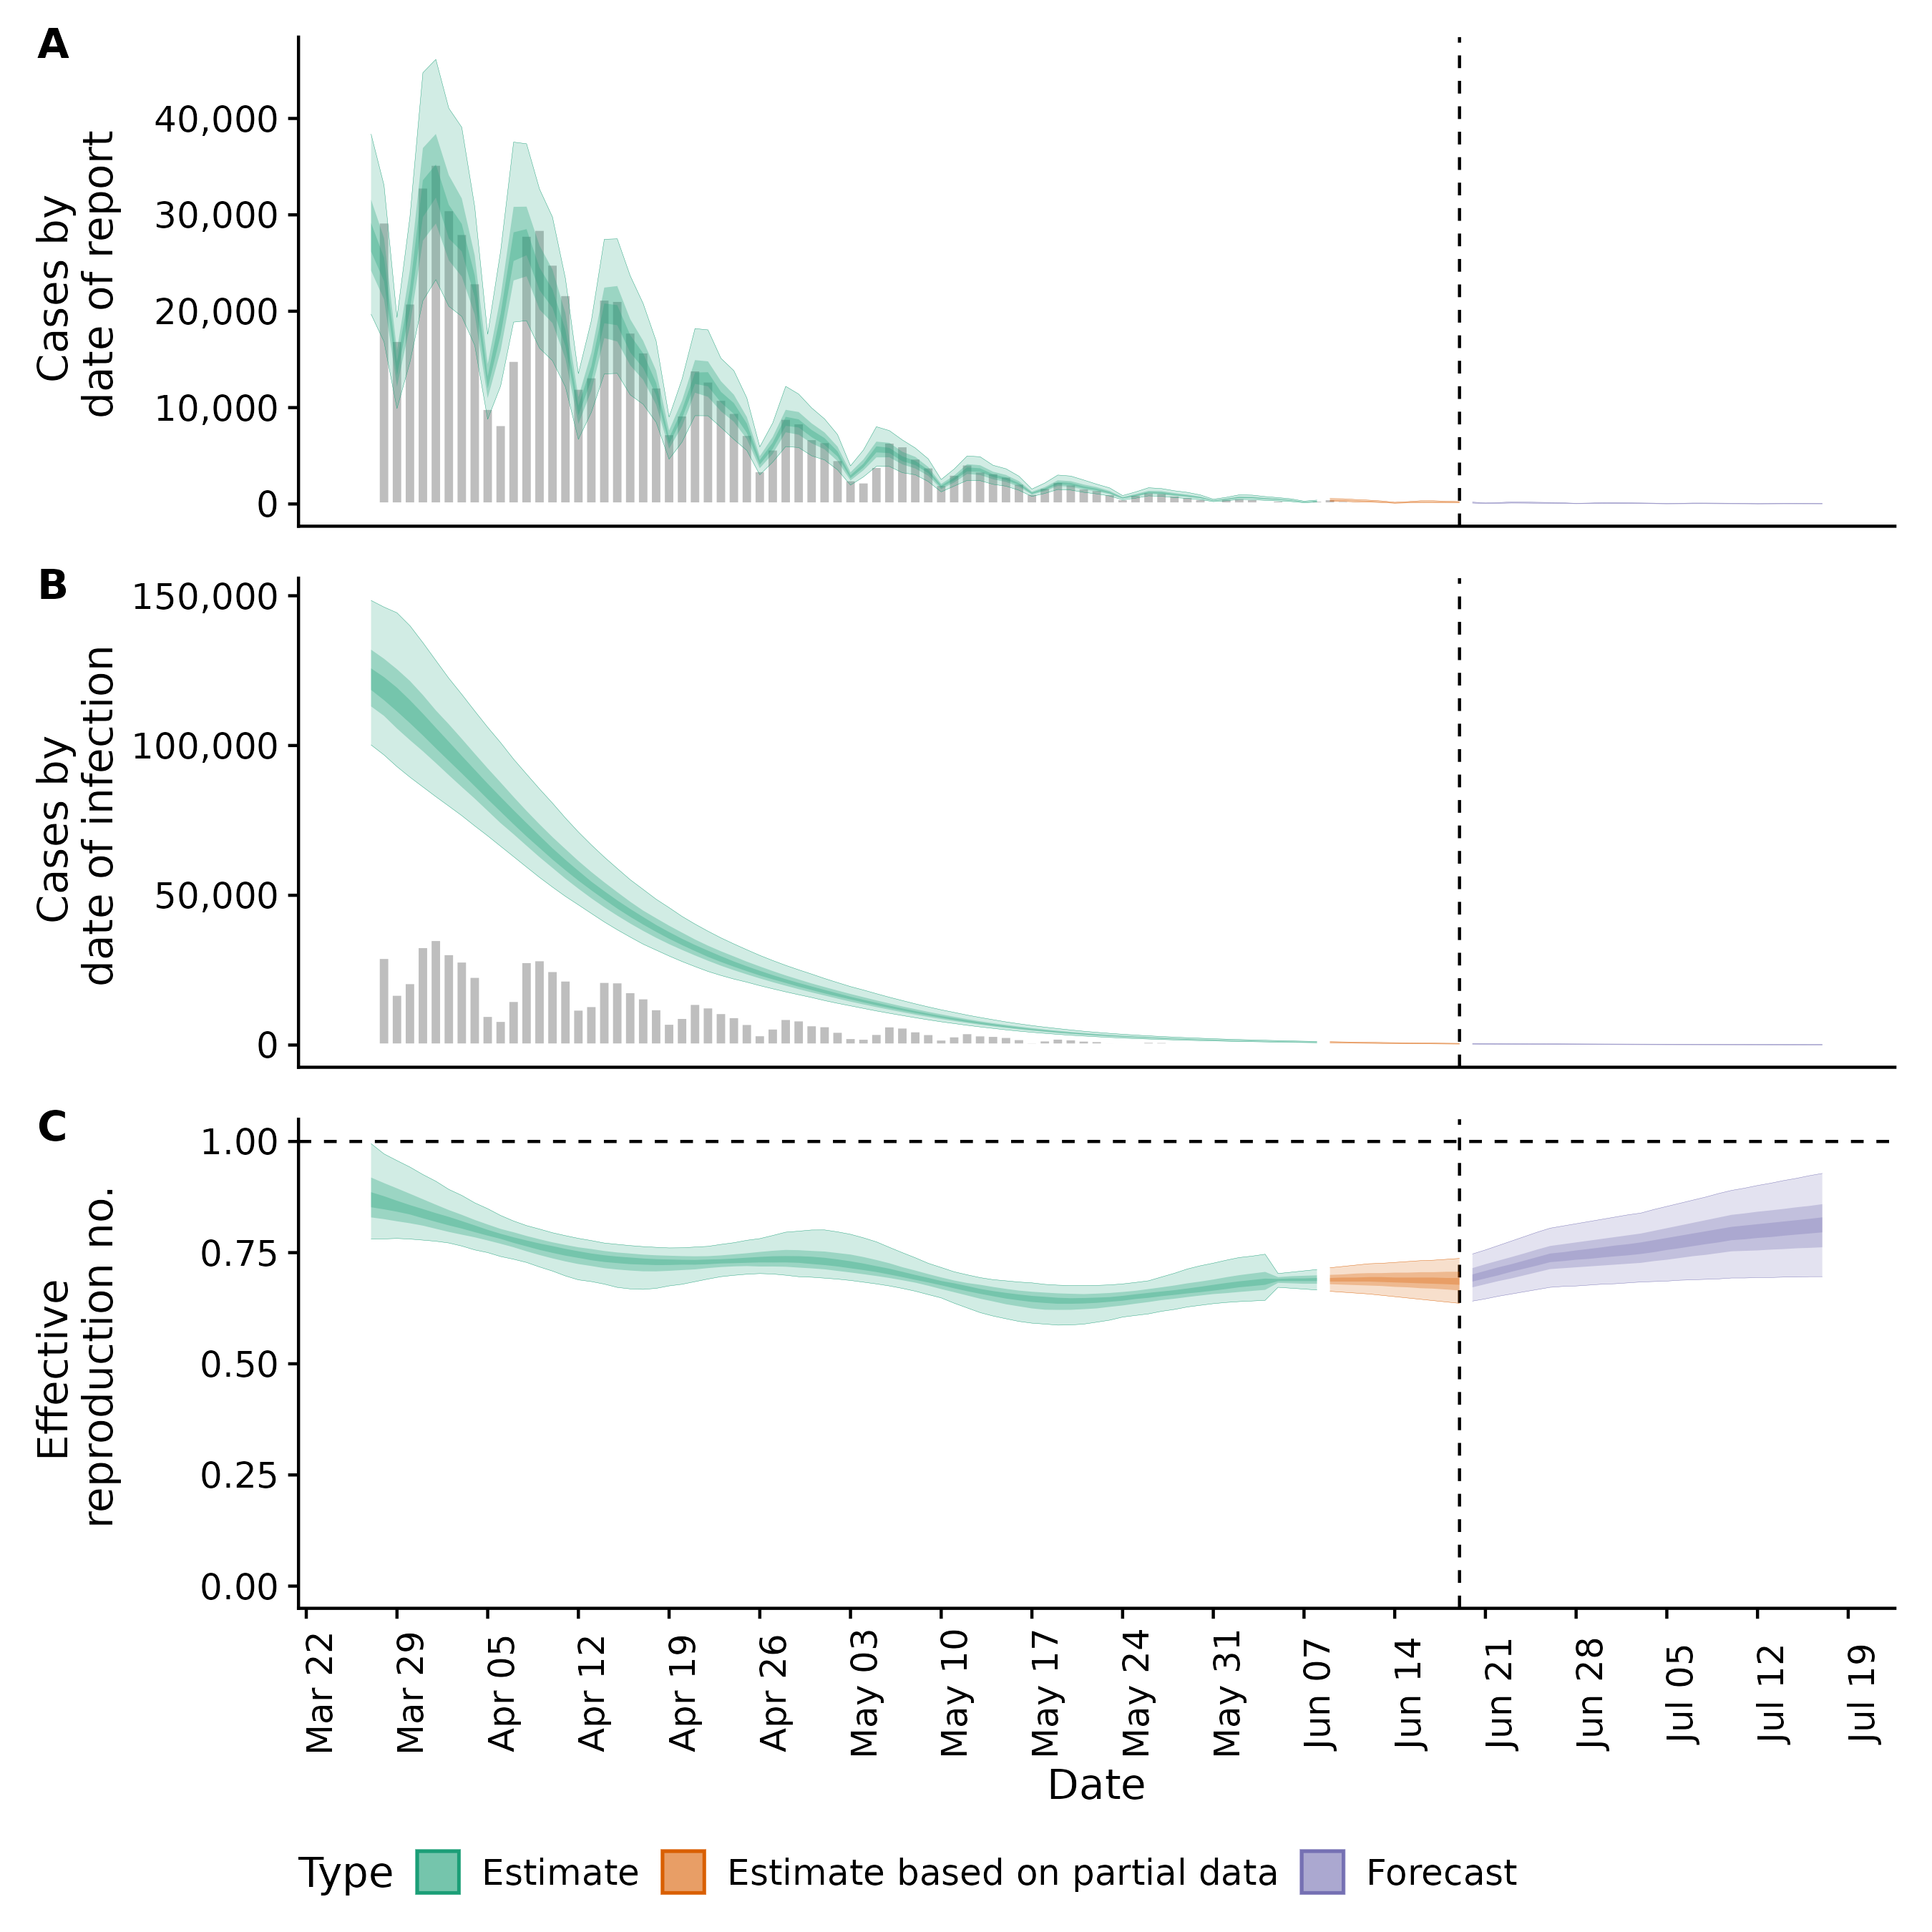 A
Cases by
date of report
40,000
30,000
20,000
10,000
0
B
Cases by
date of infection
150,000
100,000
50,000
0
C
Effective
reproduction no.
1.00
0.75
0.50
0.25
0.00
Mar 22
Mar 29
Apr 05
Apr 12
Apr 19
Apr 26
May 03
May 10
May 17
May 24
May 31
Jun 07
Jun 14
Jun 21
Jun 28
Jul 05
Jul 12
Jul 19
Date
Type Estimate Estimate based on partial data Forecast